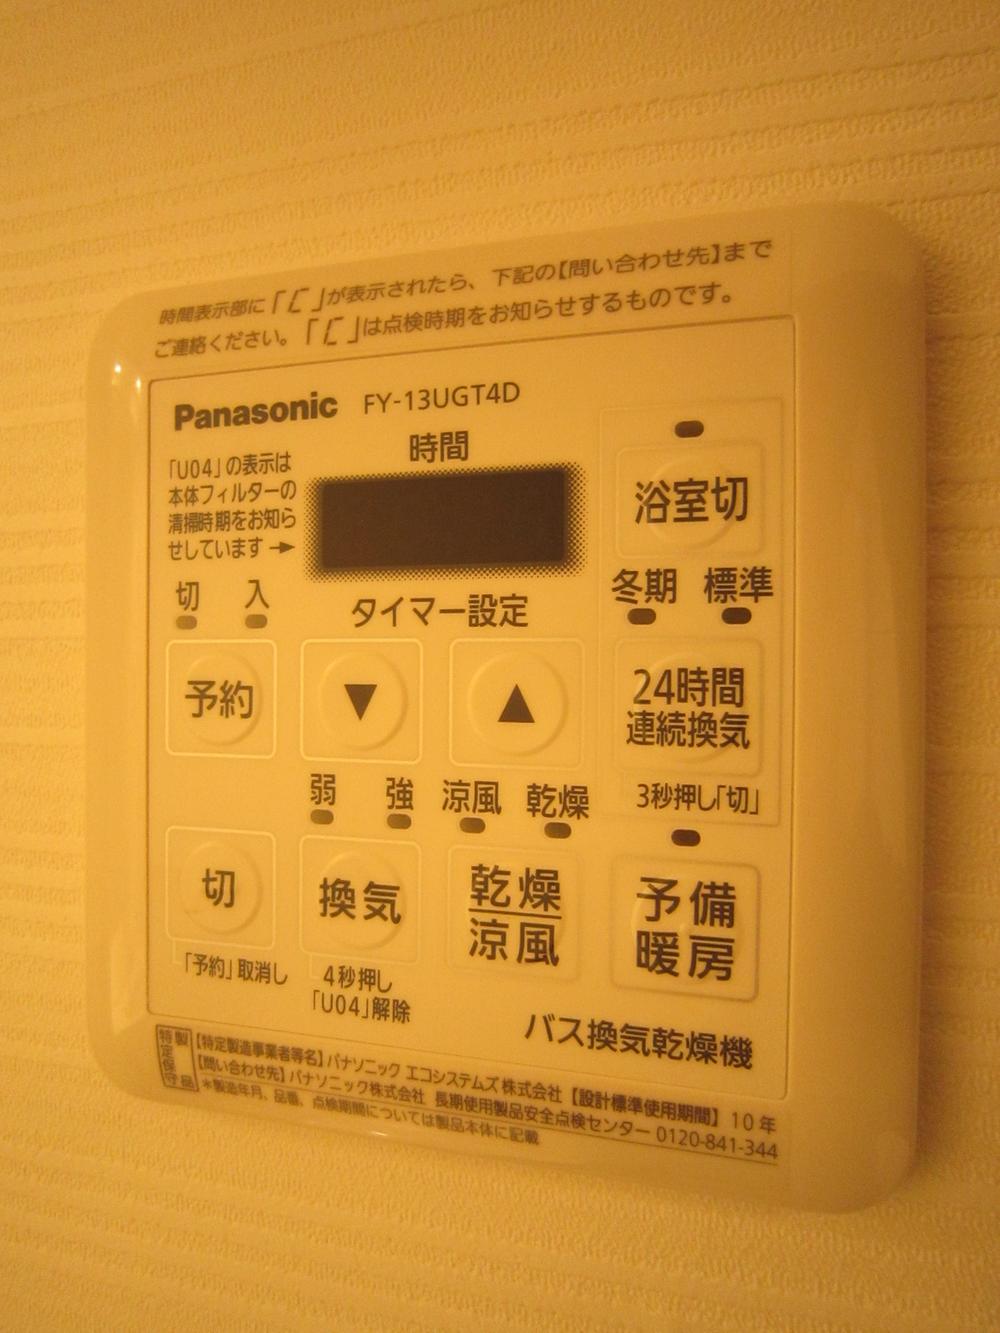 時間表示部に「 」が表示されたら、下記の【問い合わせ先】まで
ご連絡ください。「 」は点検時期をお知らせするものです。
Panasonic FY-13UGT4D
時間
「U04」の表示は
本体フィルターの
清掃時期をお知ら
せしています→
浴室切
切 入
タイマー設定
冬期 標準
予約 ▼ ▲
24時間
連続換気
3秒押し「切」
弱 強 涼風 乾燥
切 換気
乾燥
涼風
予備
暖房
「予約」取消し
4秒押し
「U04」解除
バス換気乾燥機
特定保守製品
【特定製造事業者等名】パナソニック エコシステムズ株式会社 【設計標準使用期間】 10年
【問い合わせ先】パナソニック株式会社 長期使用製品安全点検センター 0120-841-344
＊製造年月、品番、点検期間については製品本体に記載